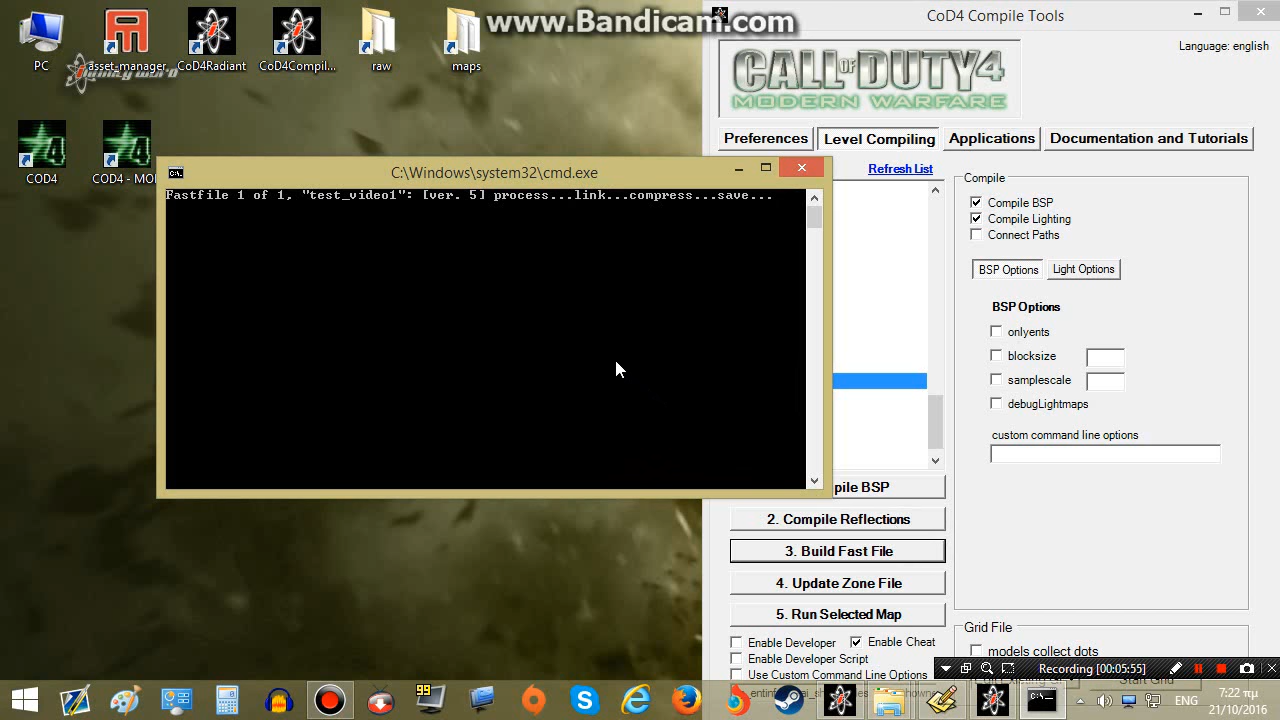 www.Bandicam.com
CoD4 Compile Tools
Language: english
PC
asset-manager
CoD4Radiant
CoD4Compil...
raw
maps
CALL OF DUTY 4
MODERN WARFARE
COD4
COD4 - MO
Preferences
Level Compiling
Applications
Documentation and Tutorials
C:\Windows\system32\cmd.exe
Fastfile 1 of 1, "test_video1": [ver. 5] process...link...compress...save...
Refresh List
Compile
Compile BSP
Compile Lighting
Connect Paths
BSP Options
Light Options
BSP Options
onlyents
blocksize
samplescale
debugLightmaps
custom command line options
pile BSP
2. Compile Reflections
3. Build Fast File
4. Update Zone File
5. Run Selected Map
Enable Developer
Enable Cheat
Enable Developer Script
Use Custom Command Line Options
Grid File
models collect dots
Recording [00:05:55]
99
ΕΝG
7:22 πμ
21/10/2016